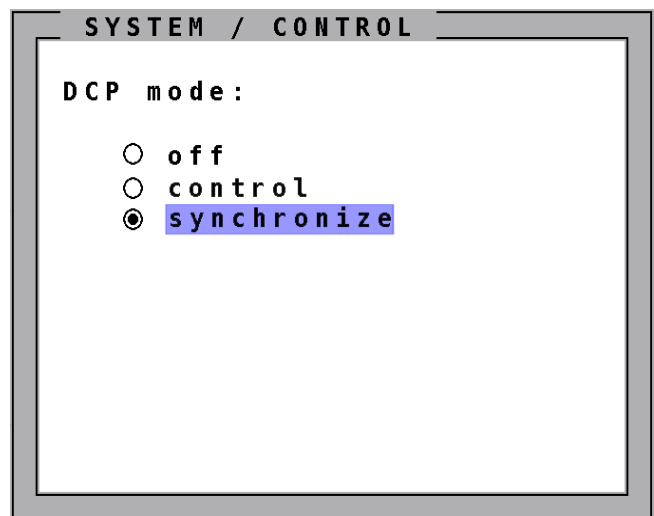 SYSTEM / CONTROL
DCP mode:
off
control
synchronize